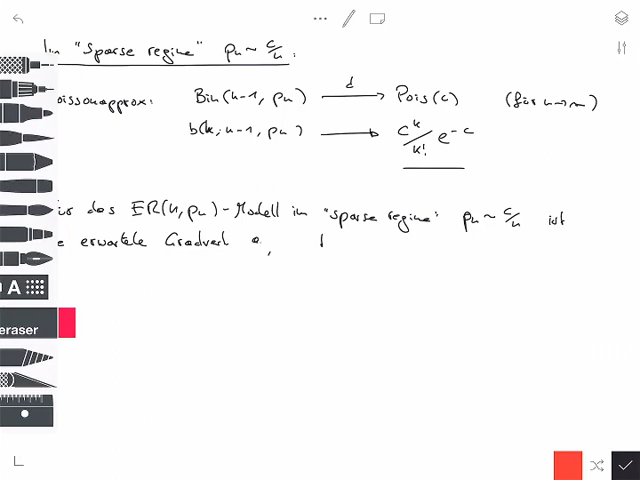 Im "Sparse regime" pn ~ c/n :
oissonapprox: Bin(n-1, pn) d→ Pois(c) (für n→∞)
b(k; n-1, pn) → c^k/k! e^-c
ür das ER(n, pn)-Modell im "sparse regime" pn ~ c/n ist
e erwartete Gradvert
A
eraser